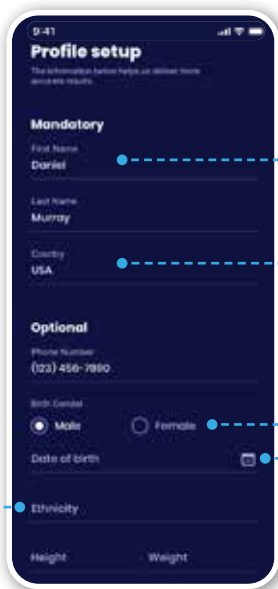 9:41
Profile setup
The information below helps us deliver more
accurate results.
Mandatory
First Name
Daniel
Last Name
Murray
Country
USA
Optional
Phone Number
(123) 456-7890
Birth Gender
Male Female
Date of birth
Ethnicity
Height Weight